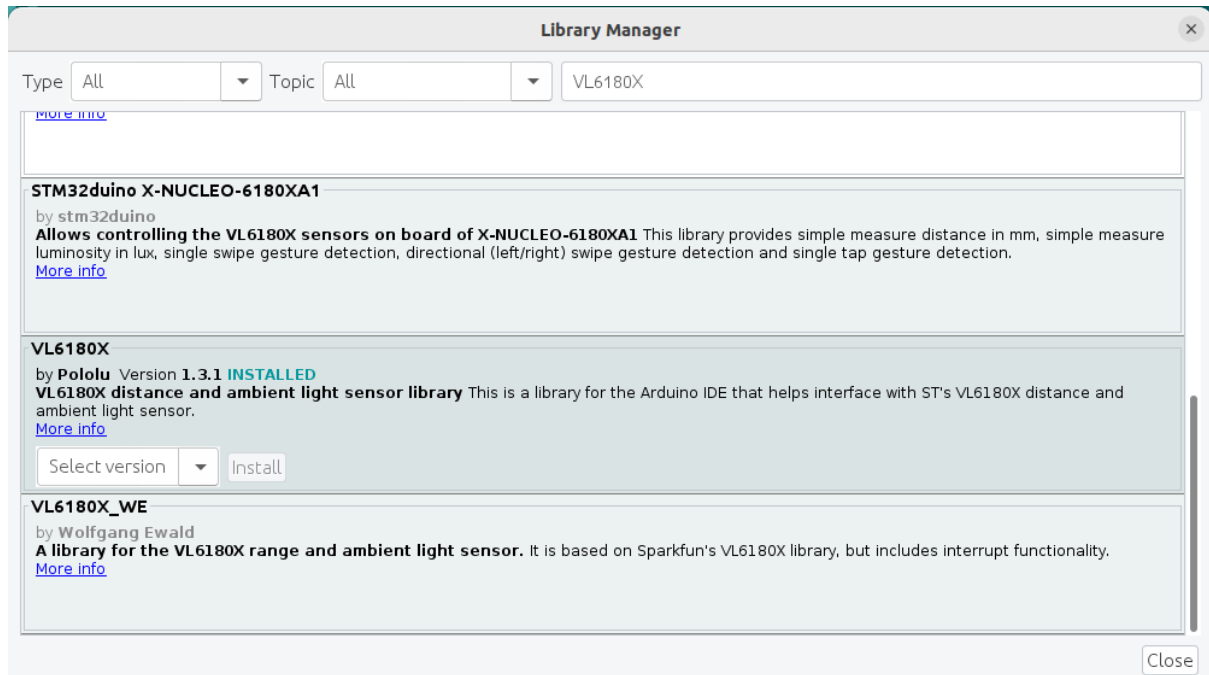 Library Manager
Type All Topic All VL6180X
More info
STM32duino X-NUCLEO-6180XA1
by stm32duino
Allows controlling the VL6180X sensors on board of X-NUCLEO-6180XA1 This library provides simple measure distance in mm, simple measure
luminosity in lux, single swipe gesture detection, directional (left/right) swipe gesture detection and single tap gesture detection.
More info
VL6180X
by Pololu Version 1.3.1 INSTALLED
VL6180X distance and ambient light sensor library This is a library for the Arduino IDE that helps interface with ST's VL6180X distance and
ambient light sensor.
More info
Select version Install
VL6180X_WE
by Wolfgang Ewald
A library for the VL6180X range and ambient light sensor. It is based on Sparkfun's VL6180X library, but includes interrupt functionality.
More info
Close